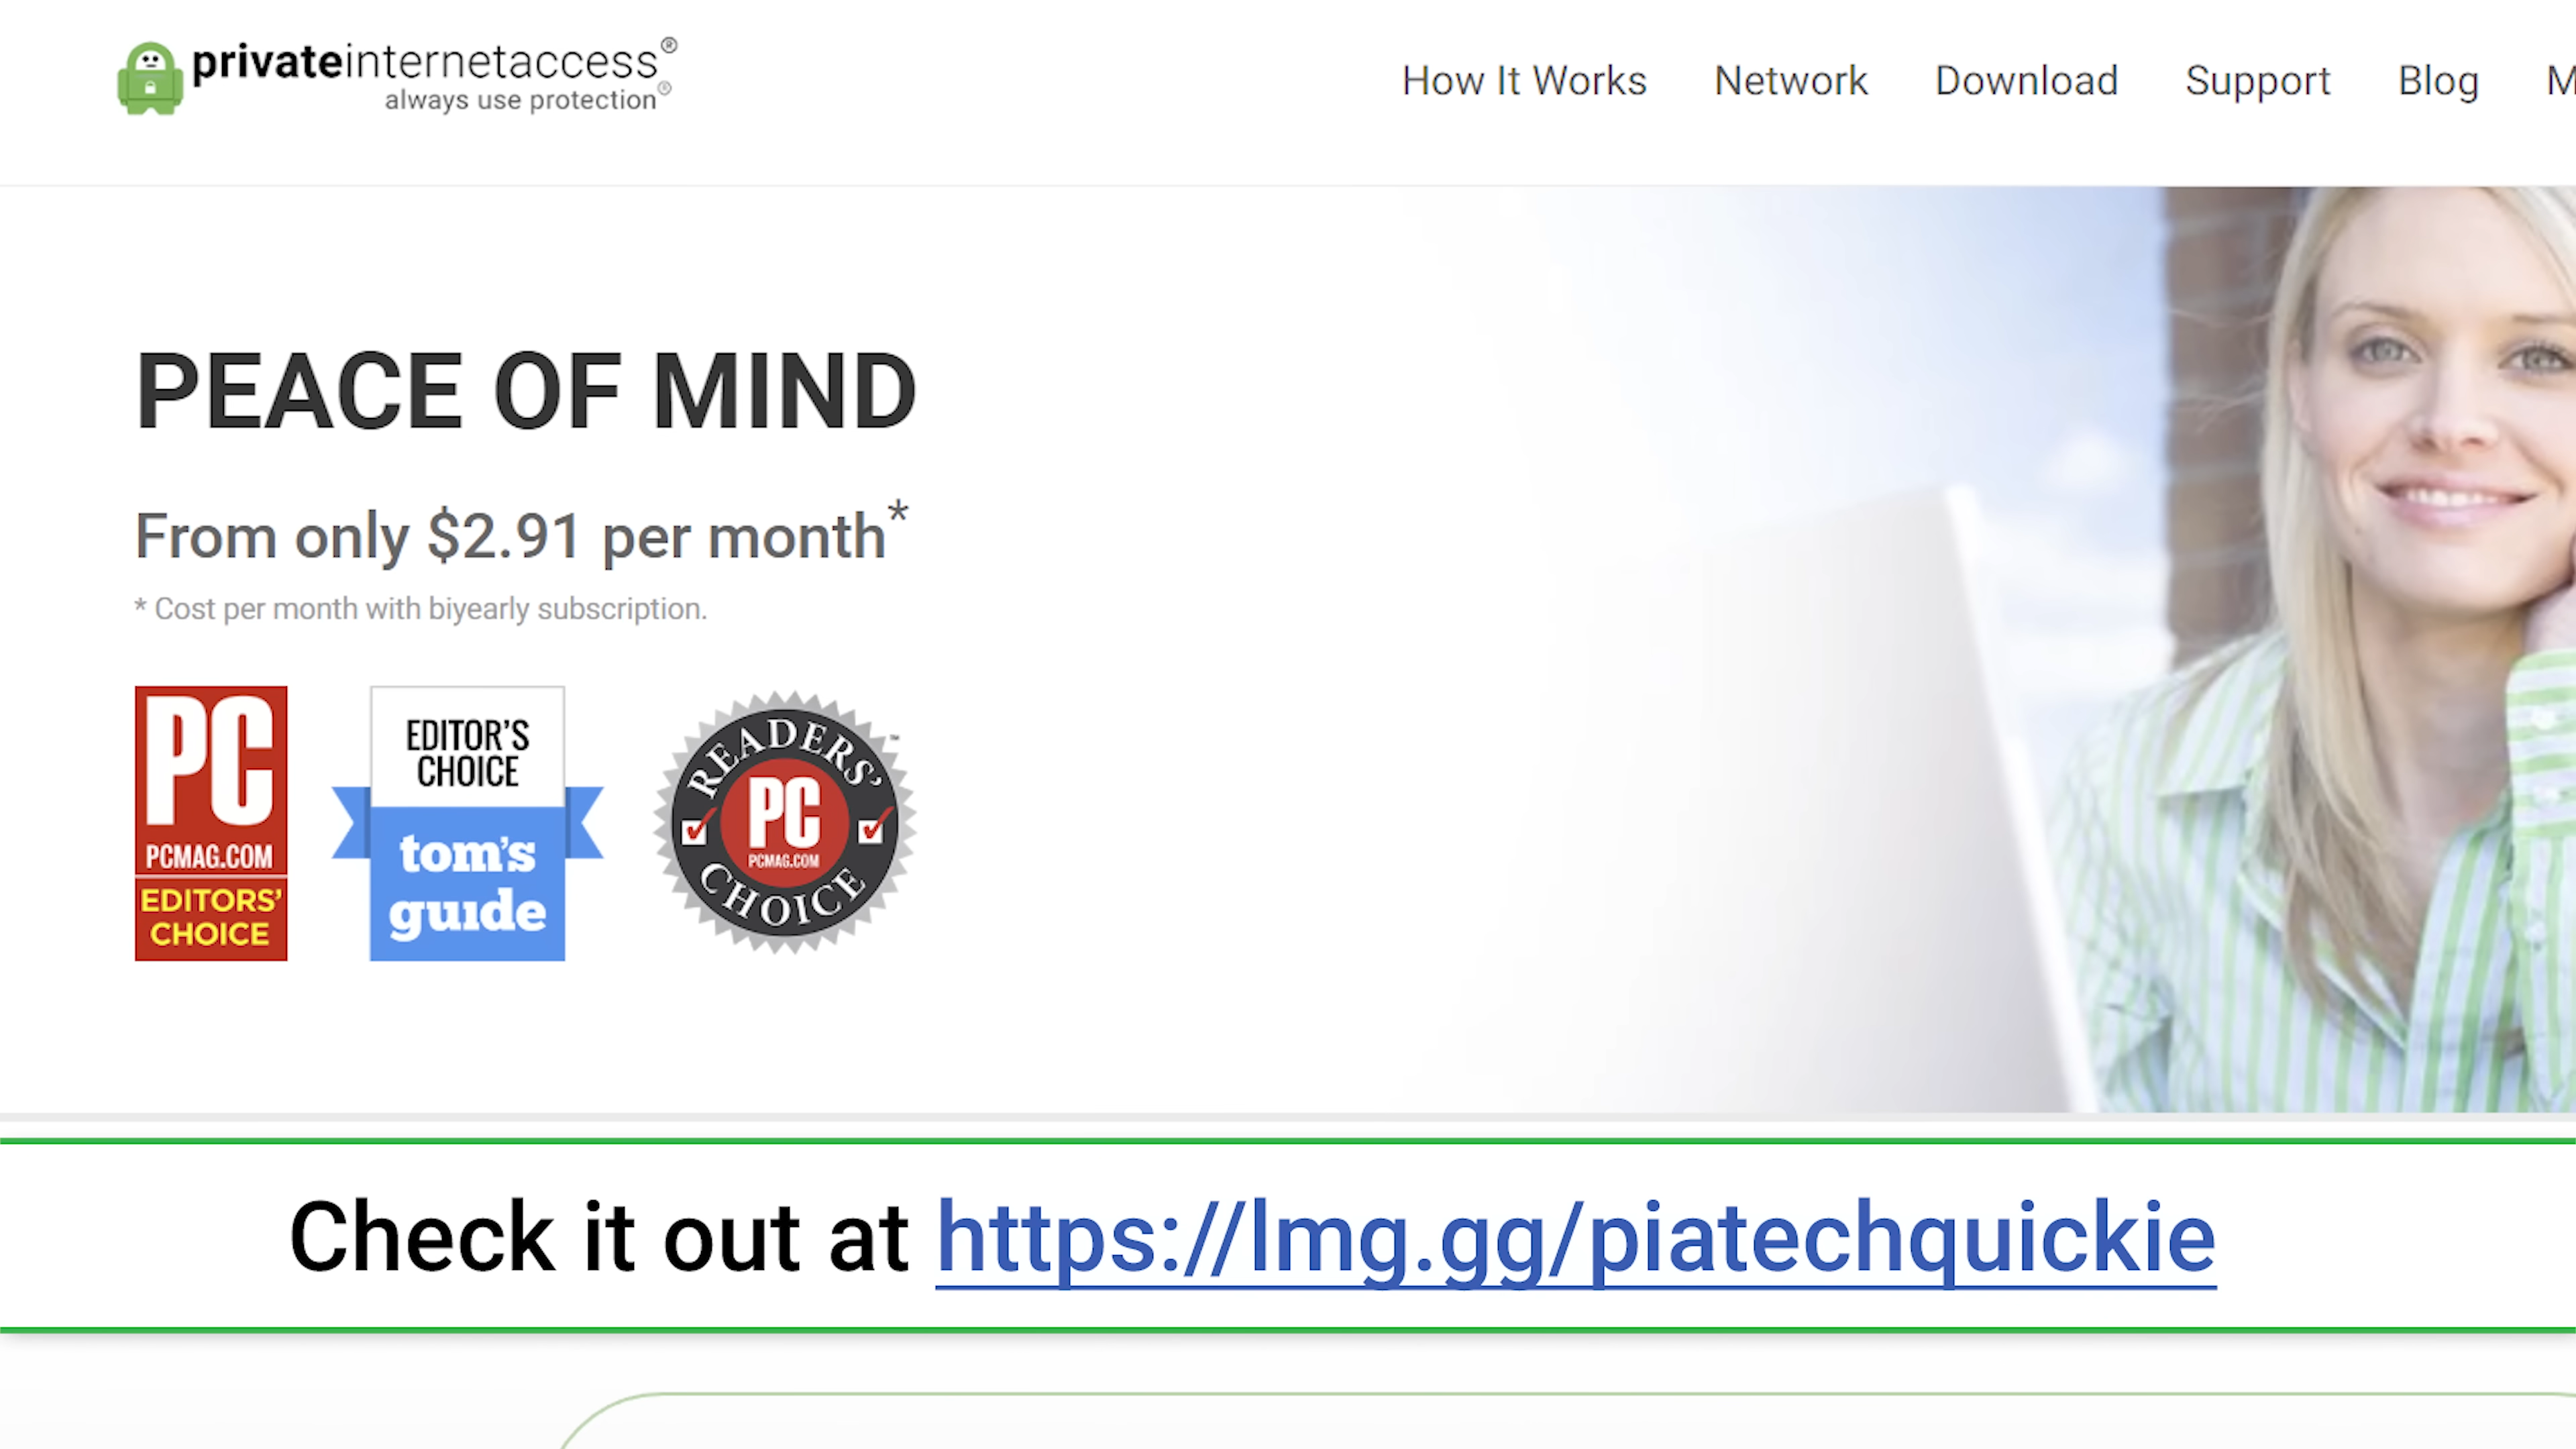 privateinternetaccess®
always use protection®
How It Works Network Download Support Blog M
PEACE OF MIND
From only $2.91 per month*
* Cost per month with biyearly subscription.
PC
PCMAG.COM
EDITORS'
CHOICE
EDITOR'S
CHOICE
tom's
guide
READERS'
PC
PCMAG.COM
CHOICE
™
Check it out at https://lmg.gg/piatechquickie